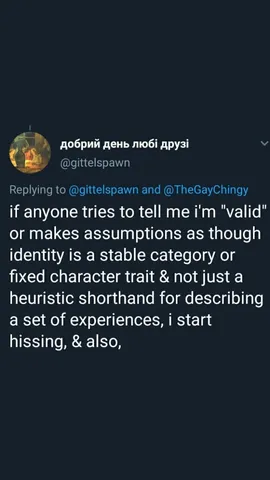 добрий день любі друзі
@gittelspawn
Replying to @gittelspawn and @TheGayChingy
if anyone tries to tell me i'm "valid"
or makes assumptions as though
identity is a stable category or
fixed character trait & not just a
heuristic shorthand for describing
a set of experiences, i start
hissing, & also,